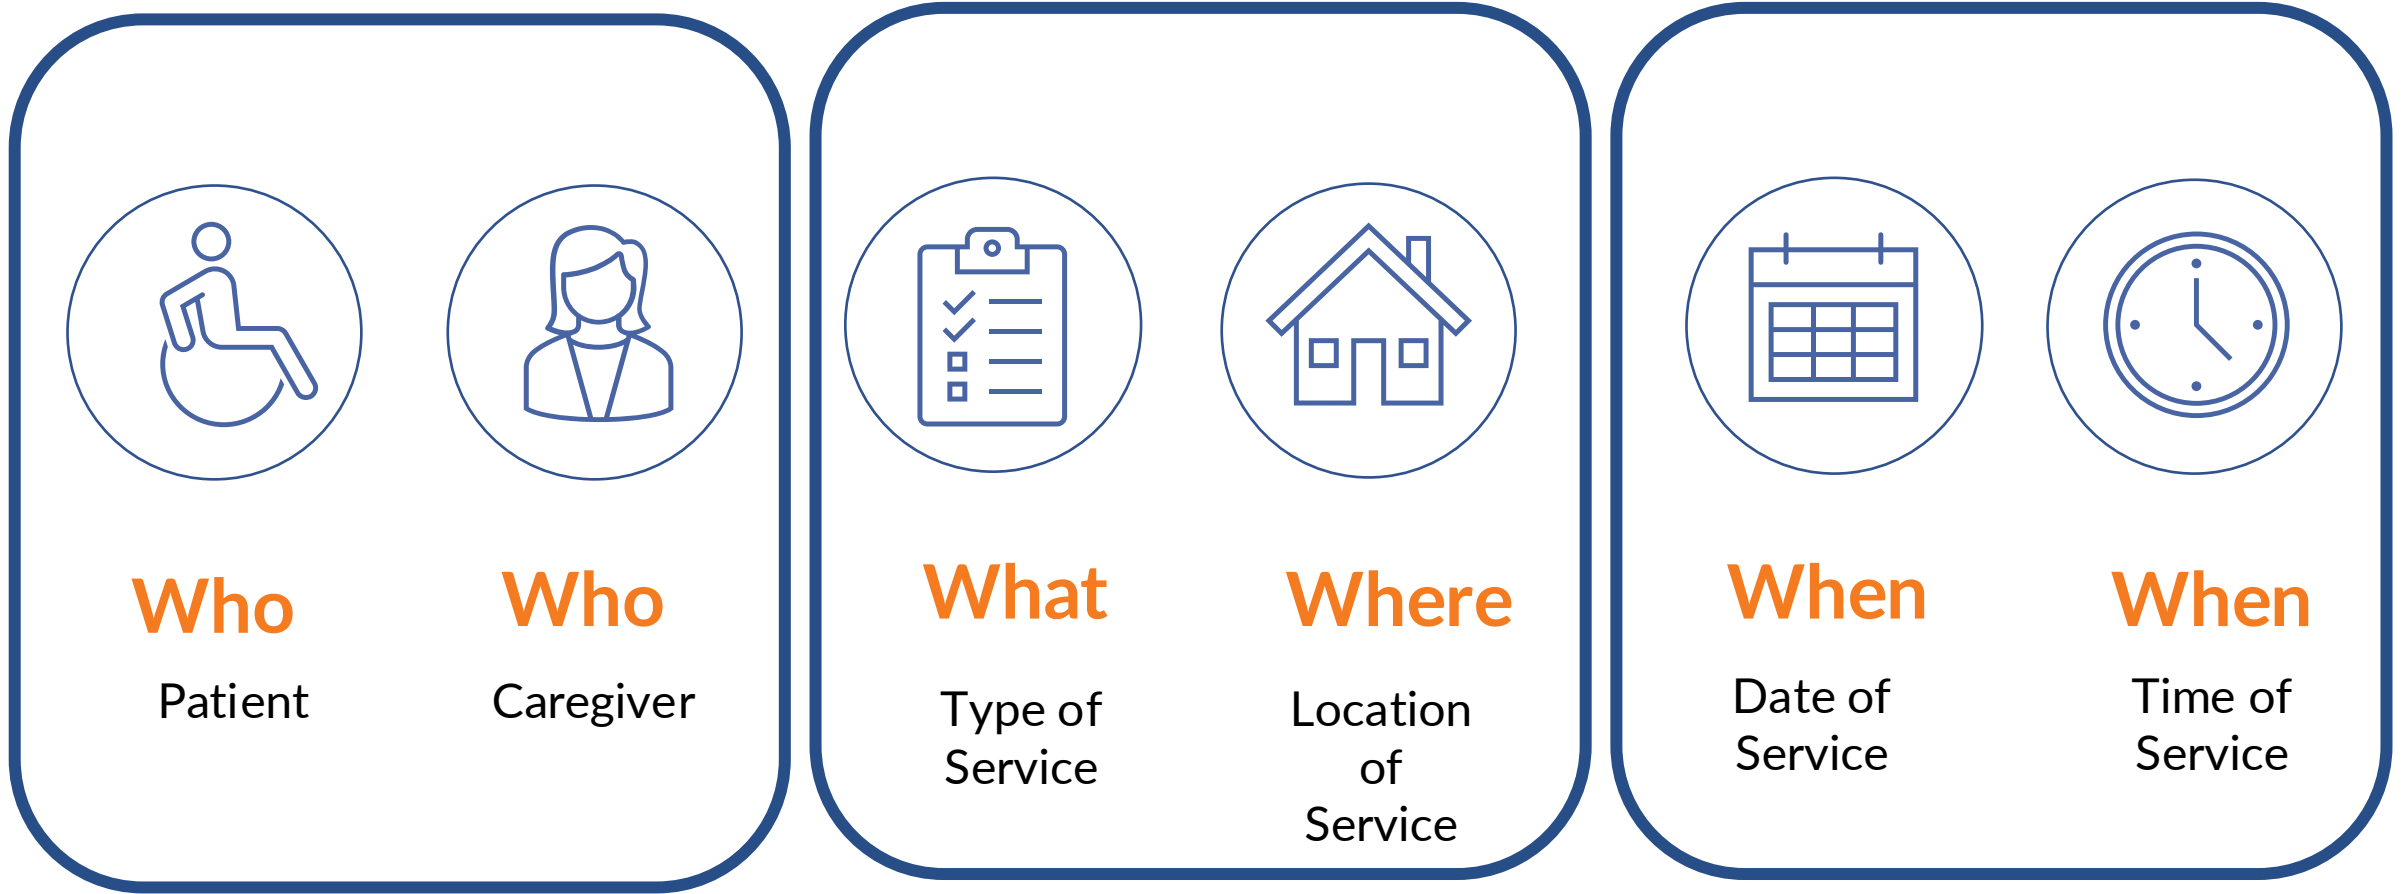 Who
Patient
Who
Caregiver
What
Type of
Service
Where
Location
of
Service
When
Date of
Service
When
Time of
Service